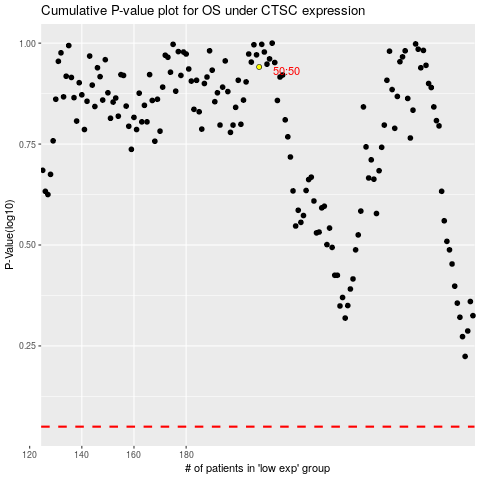 Cumulative P-value plot for OS under CTSC expression
1.00
0.75
0.50
0.25
P-Value(log10)
50:50
120 140 160 180
# of patients in 'low exp' group